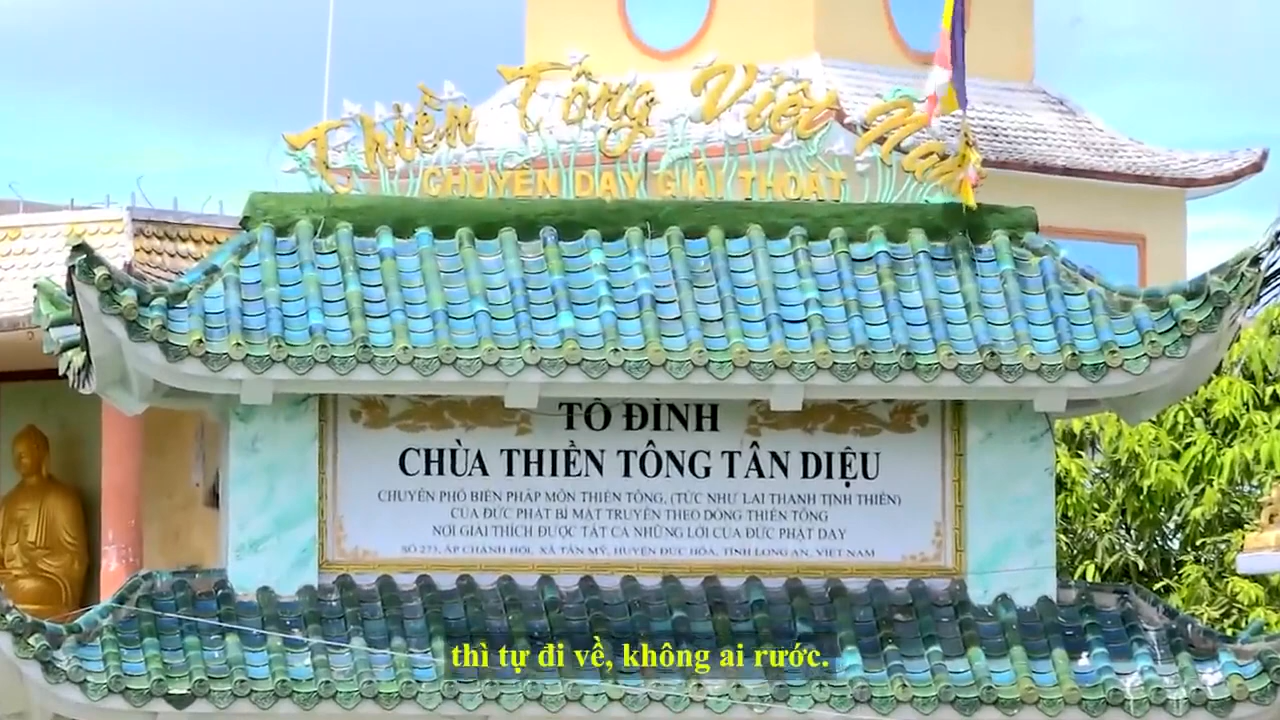 Thiền Tông Việt Nam
CHUYÊN DẠY GIẢI THOÁT
TỔ ĐÌNH
CHÙA THIỀN TÔNG TÂN DIỆU
CHUYÊN PHỔ BIẾN PHÁP MÔN THIỀN TÔNG, (TỨC NHƯ LAI THANH TỊNH THIỀN)
CỦA ĐỨC PHẬT BÍ MẬT TRUYỀN THEO DÒNG THIỀN TÔNG
NƠI GIẢI THÍCH ĐƯỢC TẤT CẢ NHỮNG LỜI CỦA ĐỨC PHẬT DẠY
SỐ 273, ẤP CHÁNH HỘI, XÃ TÂN MỸ, HUYỆN ĐỨC HÒA, TỈNH LONG AN, VIỆT NAM
thì tự đi về, không ai rước.